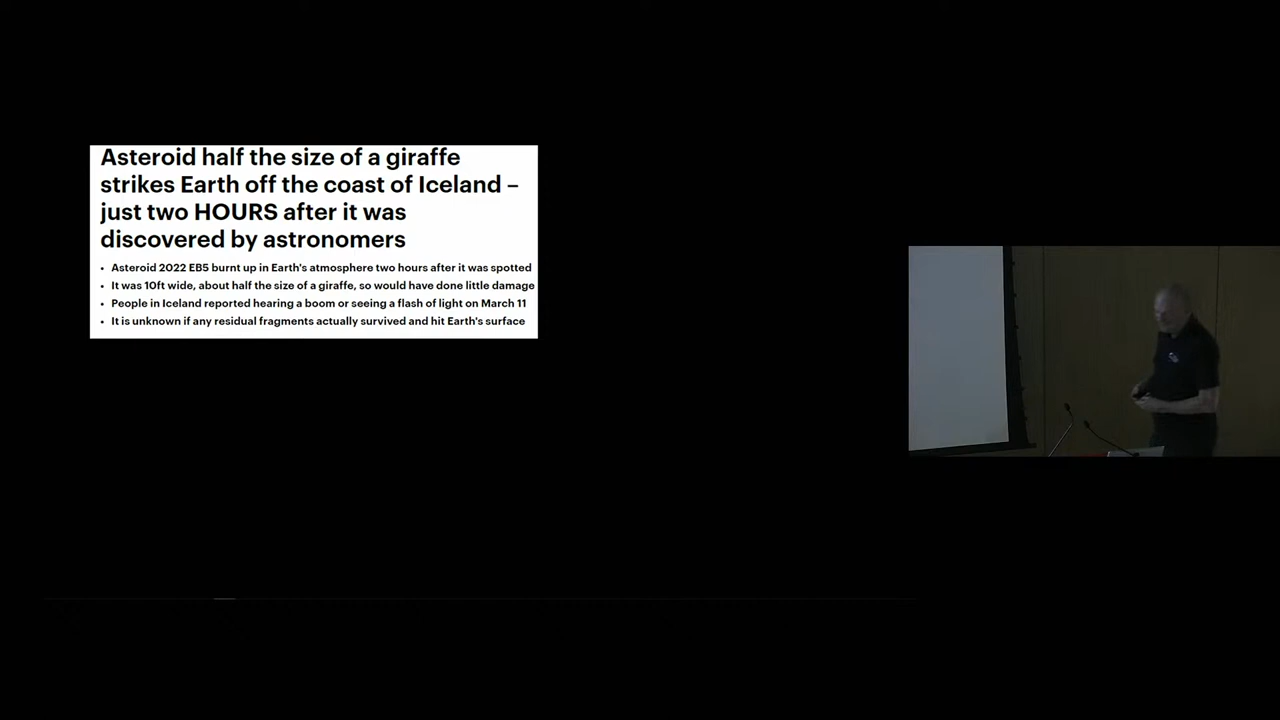 Asteroid half the size of a giraffe
strikes Earth off the coast of Iceland –
just two HOURS after it was
discovered by astronomers
• Asteroid 2022 EB5 burnt up in Earth's atmosphere two hours after it was spotted
• It was 10ft wide, about half the size of a giraffe, so would have done little damage
• People in Iceland reported hearing a boom or seeing a flash of light on March 11
• It is unknown if any residual fragments actually survived and hit Earth's surface